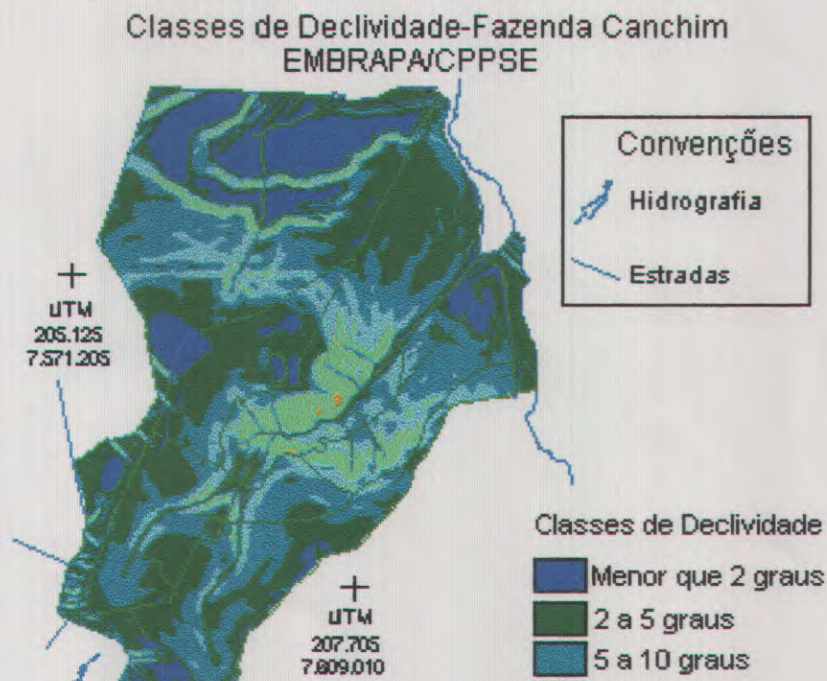 Classes de Declividade-Fazenda Canchim
EMBRAPA/CPPSE
Convenções
Hidrografia
Estradas
UTM
205.125
7.571.205
UTM
207.705
7.609.010
Classes de Declividade
Menor que 2 graus
2 a 5 graus
5 a 10 graus